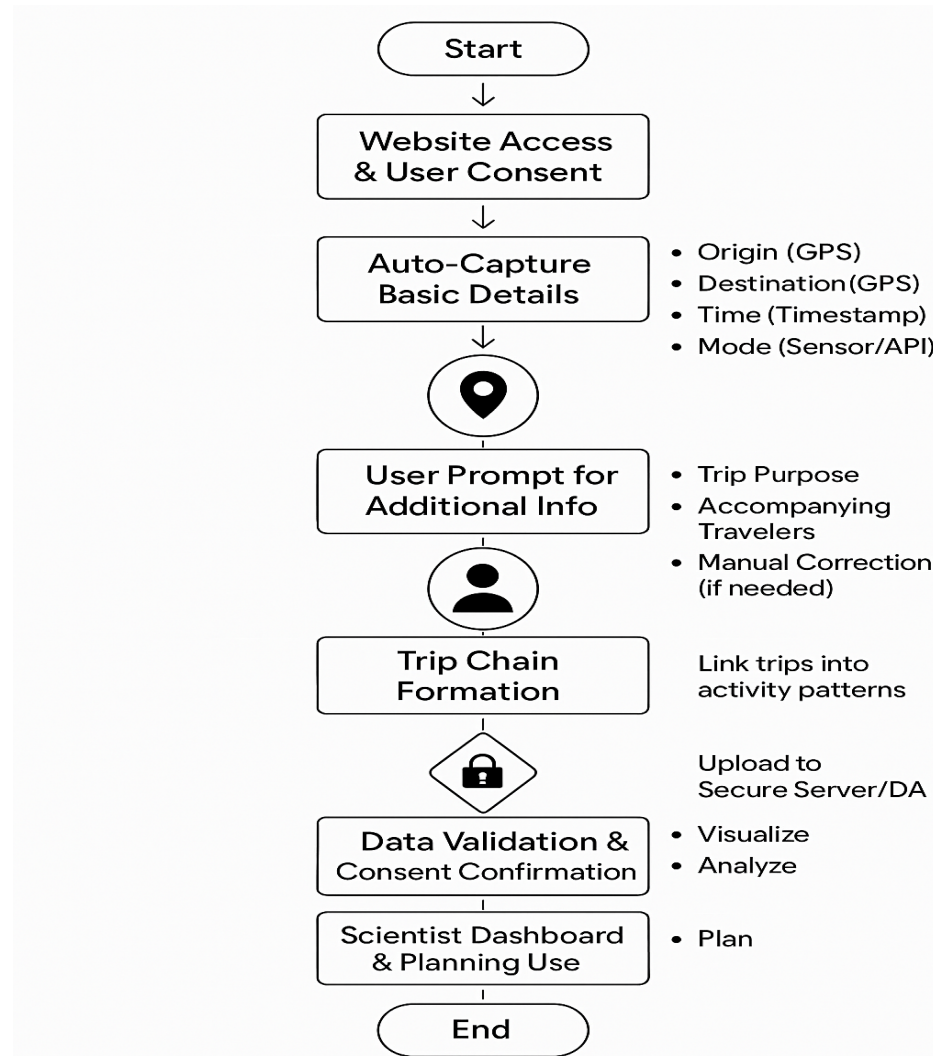 Start
Website Access
& User Consent
Auto-Capture
Basic Details
• Origin (GPS)
• Destination (GPS)
• Time (Timestamp)
• Mode (Sensor/API)
User Prompt for
Additional Info
• Trip Purpose
• Accompanying
Travelers
• Manual Correction
(if needed)
Trip Chain
Formation
Link trips into
activity patterns
Upload to
Secure Server/DA
Data Validation &
Consent Confirmation
• Visualize
• Analyze
Scientist Dashboard
& Planning Use
• Plan
End